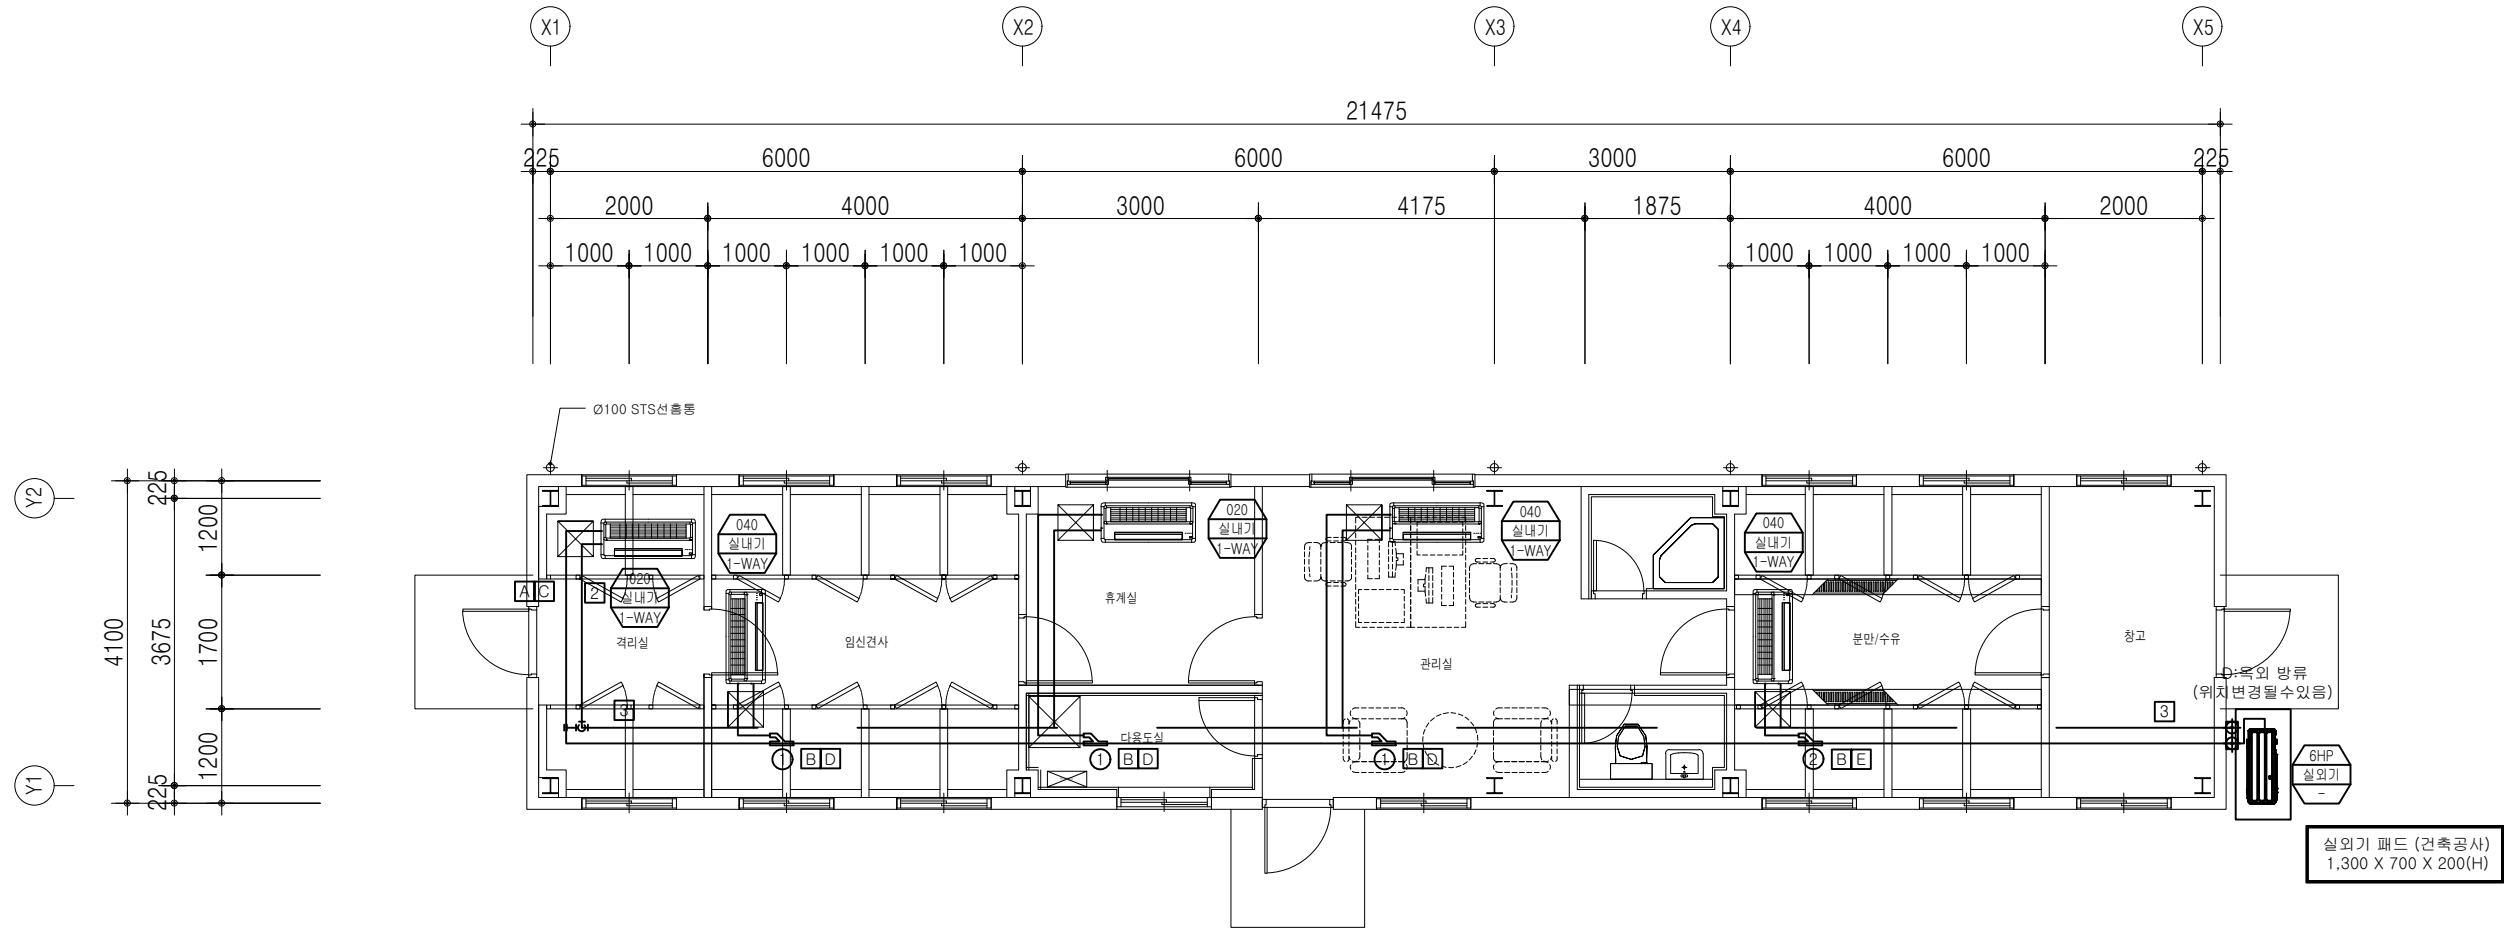 X1
X2
X3
X4
X5
21475
225
6000
6000
3000
6000
225
2000
4000
3000
4175
1875
4000
2000
1000
1000
1000
1000
1000
1000
1000
1000
1000
1000
Ø100 STS선홈통
Y2
Y1
4100
225
3675
225
1200
1700
1200
040
실내기
1-WAY
020
실내기
1-WAY
040
실내기
1-WAY
040
실내기
1-WAY
A C
2
020
실내기
1-WAY
격리실
임신견사
휴계실
관리실
분만/수유
창고
D:옥외 방류
(위치변경될수있음)
3
3
다용도실
1 B D
1 B D
1 B D
2 B E
6HP
실외기
-
실외기 패드 (건축공사)
1,300 X 700 X 200(H)